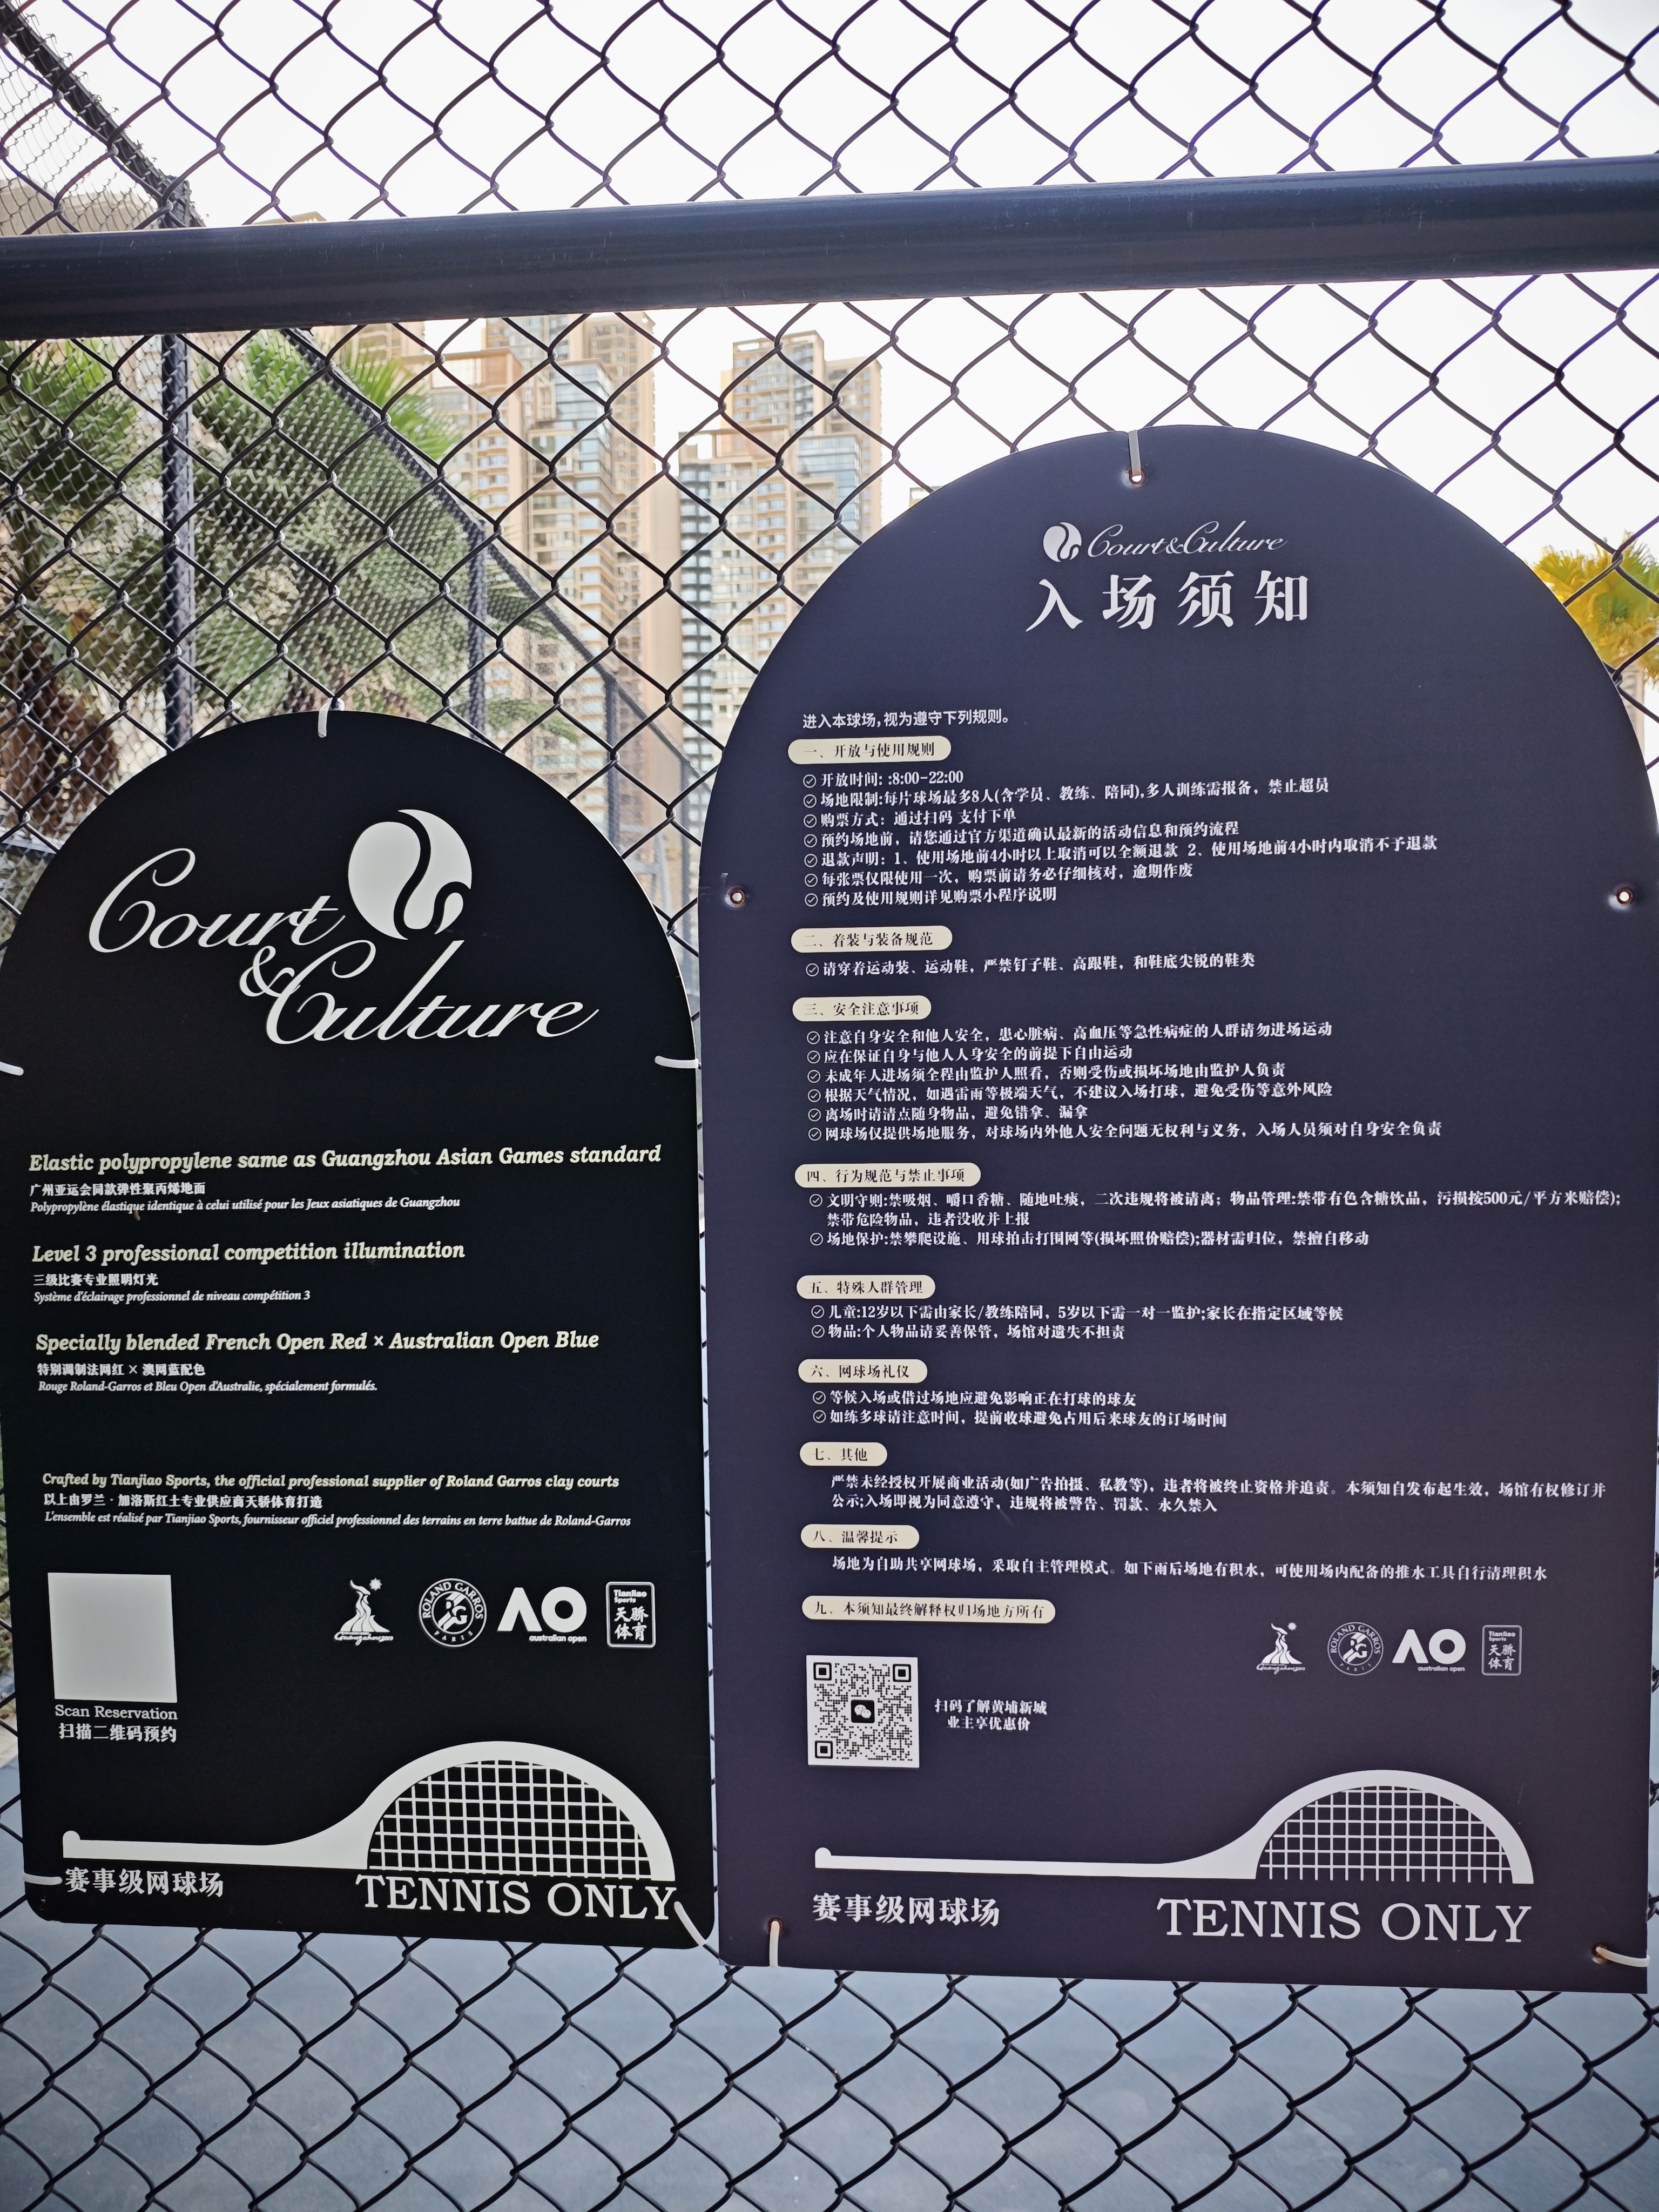 Court
&Culture
Elastic polypropylene same as Guangzhou Asian Games standard
广州亚运会同款弹性聚丙烯地面
Polypropylène élastique identique à celui utilisé pour les Jeux asiatiques de Guangzhou
Level 3 professional competition illumination
三级比赛专业照明灯光
Système d'éclairage professionnel de niveau compétition 3
Specially blended French Open Red × Australian Open Blue
特别调制法网红 × 澳网蓝配色
Rouge Roland-Garros et Bleu Open d'Australie, spécialement formulés.
Crafted by Tianjiao Sports, the official professional supplier of Roland Garros clay courts
以上由罗兰·加洛斯红土专业供应商天骄体育打造
L'ensemble est réalisé par Tianjiao Sports, fournisseur officiel professionnel des terrains en terre battue de Roland-Garros
Guangzhou
ROLAND GARROS
PARIS
AO
australian open
TianJiao
Sports
天骄
体育
Scan Reservation
扫描二维码预约
赛事级网球场
TENNIS ONLY
Court&Culture
入场须知
进入本球场,视为遵守下列规则。
一、开放与使用规则
开放时间: :8:00-22:00
场地限制:每片球场最多8人(含学员、教练、陪同),多人训练需报备，禁止超员
购票方式：通过扫码 支付下单
预约场地前，请您通过官方渠道确认最新的活动信息和预约流程
退款声明：1、使用场地前4小时以上取消可以全额退款 2、使用场地前4小时内取消不予退款
每张票仅限使用一次，购票前请务必仔细核对，逾期作废
预约及使用规则详见购票小程序说明
二、着装与装备规范
请穿着运动装、运动鞋，严禁钉子鞋、高跟鞋，和鞋底尖锐的鞋类
三、安全注意事项
注意自身安全和他人安全，患心脏病、高血压等急性病症的人群请勿进场运动
应在保证自身与他人人身安全的前提下自由运动
未成年人进场须全程由监护人照看，否则受伤或损坏场地由监护人负责
根据天气情况，如遇雷雨等极端天气，不建议入场打球，避免受伤等意外风险
离场时请清点随身物品，避免错拿、漏拿
网球场仅提供场地服务，对球场内外他人安全问题无权利与义务，入场人员须对自身安全负责
四、行为规范与禁止事项
文明守则:禁吸烟、嚼口香糖、随地吐痰，二次违规将被请离；物品管理:禁带有色含糖饮品，污损按500元/平方米赔偿);
禁带危险物品，违者没收并上报
场地保护:禁攀爬设施、用球拍击打围网等(损坏照价赔偿);器材需归位，禁擅自移动
五、特殊人群管理
儿童:12岁以下需由家长/教练陪同，5岁以下需一对一监护;家长在指定区域等候
物品:个人物品请妥善保管，场馆对遗失不担责
六、网球场礼仪
等候入场或借过场地应避免影响正在打球的球友
如练多球请注意时间，提前收球避免占用后来球友的订场时间
七、其他
严禁未经授权开展商业活动(如广告拍摄、私教等)，违者将被终止资格并追责。本须知自发布起生效，场馆有权修订并
公示;入场即视为同意遵守，违规将被警告、罚款、永久禁入
八、温馨提示
场地为自助共享网球场，采取自主管理模式。如下雨后场地有积水，可使用场内配备的推水工具自行清理积水
九、本须知最终解释权归场地方所有
扫码了解黄埔新城
业主享优惠价
Guangzhou
ROLAND GARROS
PARIS
AO
australian open
TianJiao
Sports
天骄
体育
赛事级网球场
TENNIS ONLY